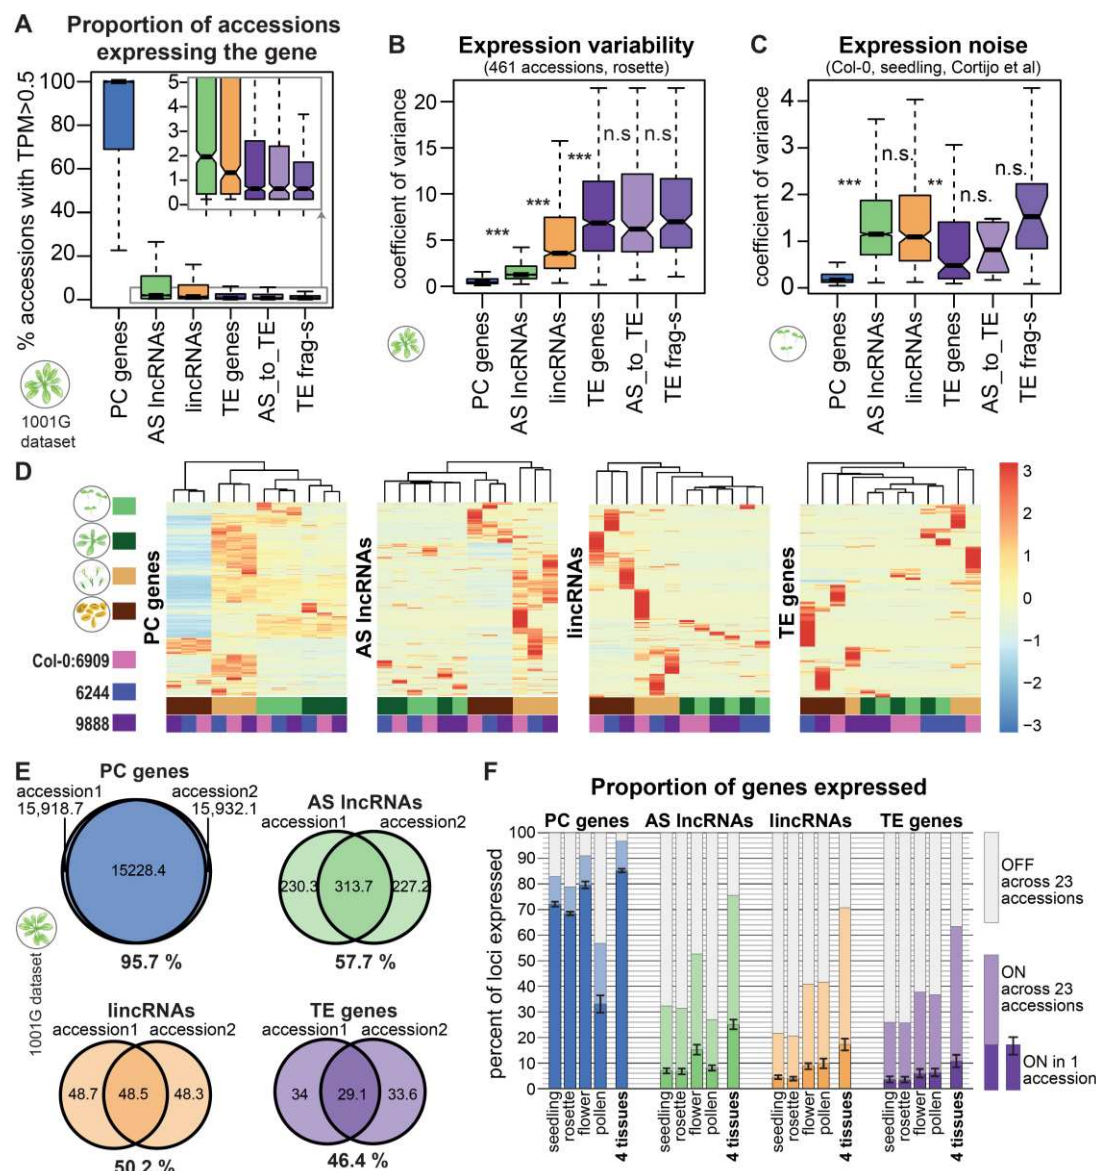 A
Proportion of accessions
expressing the gene
% accessions with TPM>0.5
100
80
60
40
20
0
5
4
3
2
1
0
PC genes
AS lncRNAs
lincRNAs
TE genes
AS_to_TE
TE frag-s
1001G
dataset
B
Expression variability
(461 accessions, rosette)
coefficient of variance
20
15
10
5
0
***
***
***
n.s
n.s.
PC genes
AS lncRNAs
lincRNAs
TE genes
AS_to_TE
TE frag-s
C
Expression noise
(Col-0, seedling, Cortijo et al)
coefficient of variance
4
3
2
1
0
***
n.s.
**
n.s.
n.s.
PC genes
AS lncRNAs
lincRNAs
TE genes
AS_to_TE
TE frag-s
D
PC genes
AS lncRNAs
lincRNAs
TE genes
Col-0:6909
6244
9888
3
2
1
0
−1
−2
−3
E
PC genes
accession1
15,918.7
accession2
15,932.1
15228.4
95.7 %
AS lncRNAs
accession1
accession2
230.3
313.7
227.2
57.7 %
1001G dataset
lincRNAs
accession1
accession2
48.7
48.5
48.3
50.2 %
TE genes
accession1
accession2
34
29.1
33.6
46.4 %
F
Proportion of genes expressed
PC genes
AS lncRNAs
lincRNAs
TE genes
percent of loci expressed
100
90
80
70
60
50
40
30
20
10
0
seedling
rosette
flower
pollen
4 tissues
seedling
rosette
flower
pollen
4 tissues
seedling
rosette
flower
pollen
4 tissues
seedling
rosette
flower
pollen
4 tissues
OFF
across 23
accessions
ON
across 23
accessions
ON in 1
accession